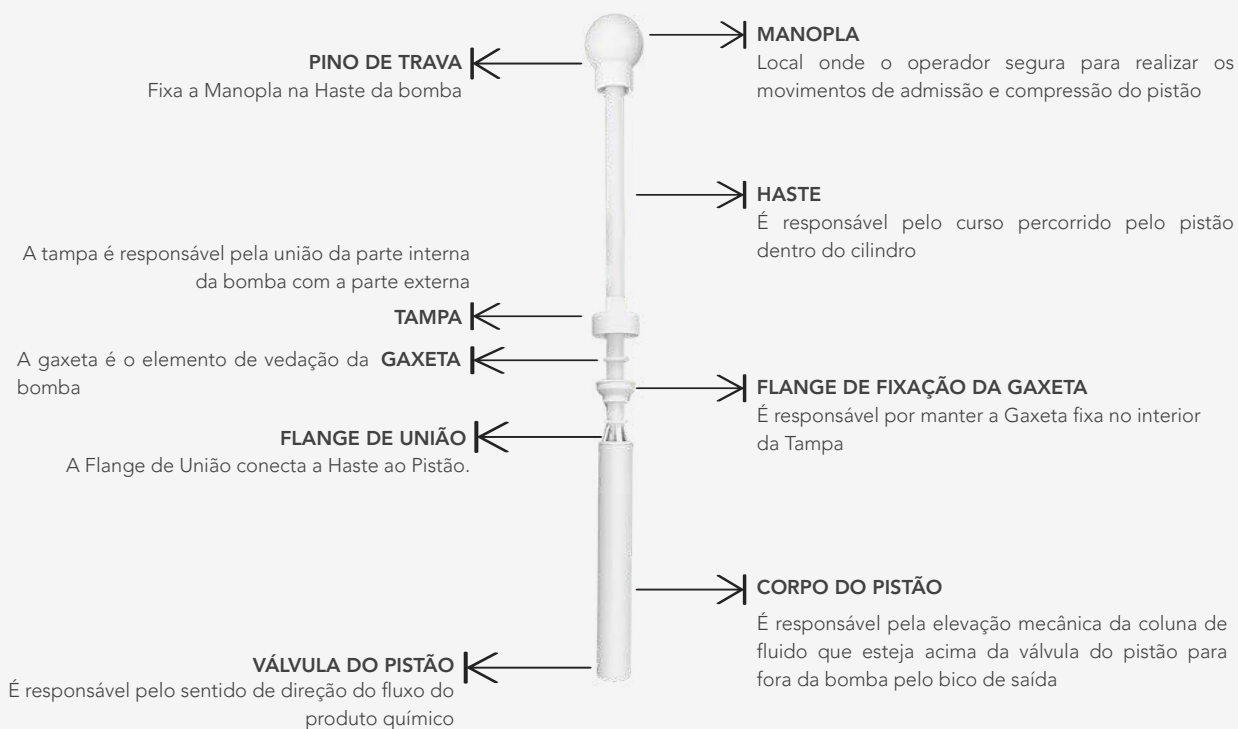 MANOPLA
Local onde o operador segura para realizar os
movimentos de admissão e compressão do pistão
PINO DE TRAVA
Fixa a Manopla na Haste da bomba
HASTE
É responsável pelo curso percorrido pelo pistão
dentro do cilindro
A tampa é responsável pela união da parte interna
da bomba com a parte externa
TAMPA
A gaxeta é o elemento de vedação da GAXETA
bomba
FLANGE DE FIXAÇÃO DA GAXETA
É responsável por manter a Gaxeta fixa no interior
da Tampa
FLANGE DE UNIÃO
A Flange de União conecta a Haste ao Pistão.
CORPO DO PISTÃO
É responsável pela elevação mecânica da coluna de
fluido que esteja acima da válvula do pistão para
fora da bomba pelo bico de saída
VÁLVULA DO PISTÃO
É responsável pelo sentido de direção do fluxo do
produto químico